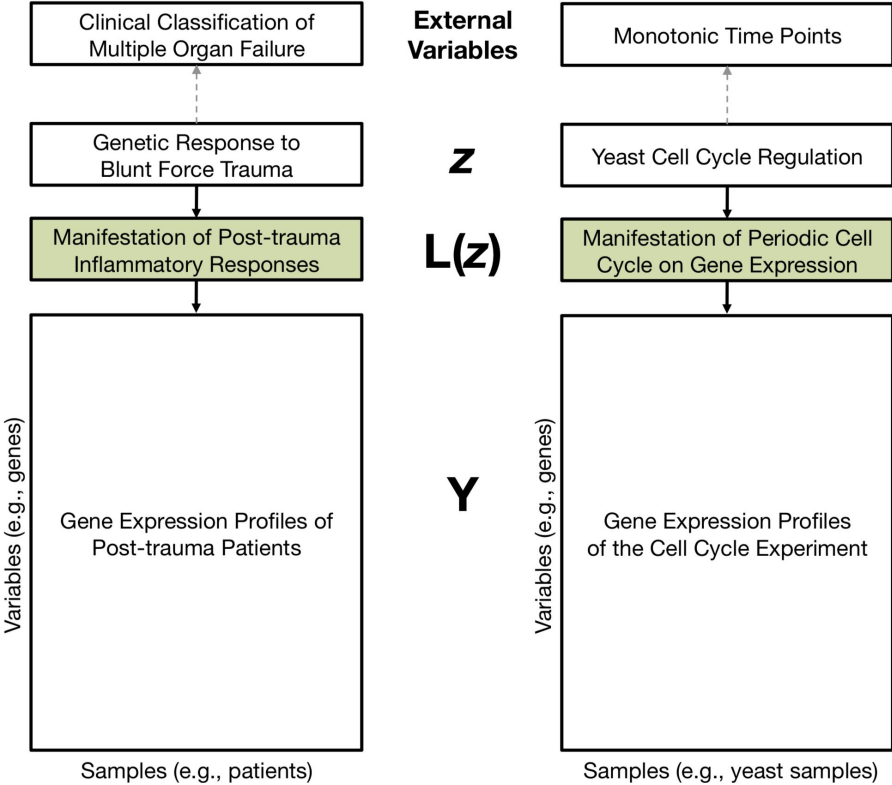 Clinical Classification of
Multiple Organ Failure
External
Variables
Monotonic Time Points
Genetic Response to
Blunt Force Trauma
z
Yeast Cell Cycle Regulation
Manifestation of Post-trauma
Inflammatory Responses
L(z)
Manifestation of Periodic Cell
Cycle on Gene Expression
Variables (e.g., genes)
Gene Expression Profiles of
Post-trauma Patients
Y
Variables (e.g., genes)
Gene Expression Profiles
of the Cell Cycle Experiment
Samples (e.g., patients)
Samples (e.g., yeast samples)